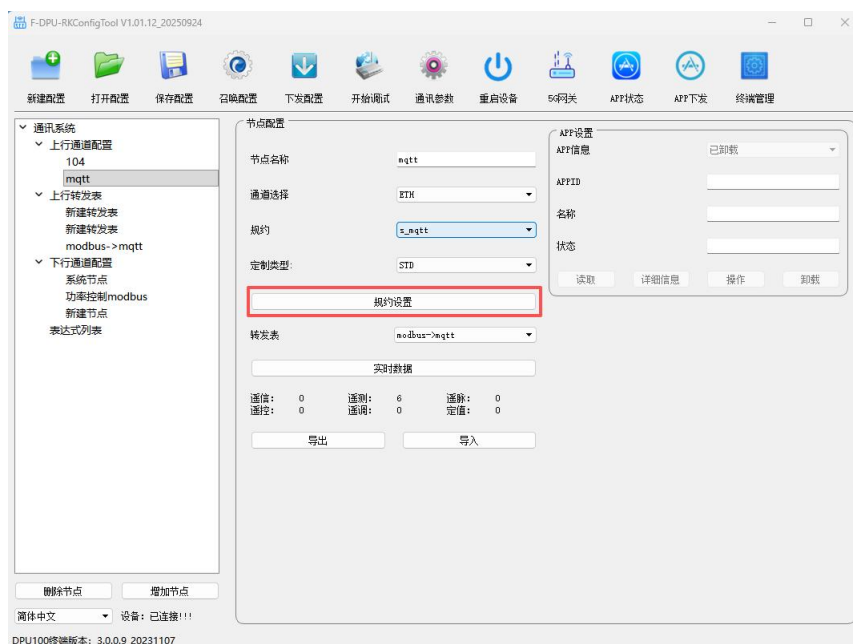 F-DPU-RKConfigTool V1.01.12_20250924
新建配置 打开配置 保存配置 召唤配置 下发配置 开始调试 通讯参数 重启设备 5G网关 APP状态 APP下发 终端管理
通讯系统
上行通道配置
104
mqtt
上行转发表
新建转发表
新建转发表
modbus->mqtt
下行通道配置
系统节点
功率控制modbus
新建节点
表达式列表
删除节点 增加节点
简体中文 设备：已连接!!!
DPU100终端版本：3.0.0.9_20231107
节点配置
节点名称 mqtt
通道选择 ETH
规约 s_mqtt
定制类型: STD
规约设置
转发表 modbus->mqtt
实时数据
遥信： 0 遥测： 6 遥脉： 0
遥控： 0 遥调： 0 定值： 0
导出 导入
APP设置
APP信息 已卸载
APPID
名称
状态
读取 详细信息 操作 卸载